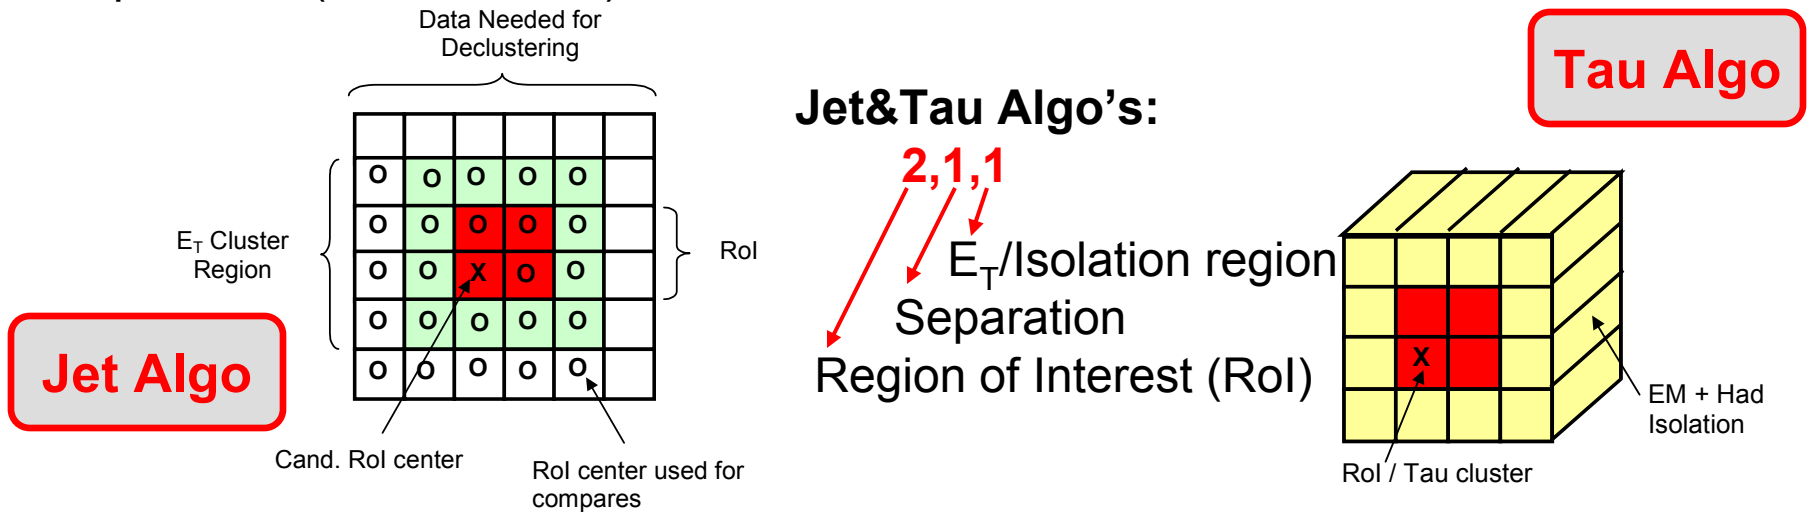 Data Needed for
Declustering
Tau Algo
Jet&Tau Algo's:
2,1,1
O O O O O
O O O O O
O O X O O
O O O O O
O O O O O
E_T Cluster
Region
RoI
E_T/Isolation region
Separation
Region of Interest (RoI)
Jet Algo
X
EM + Had
Isolation
Cand. RoI center
RoI center used for
compares
RoI / Tau cluster